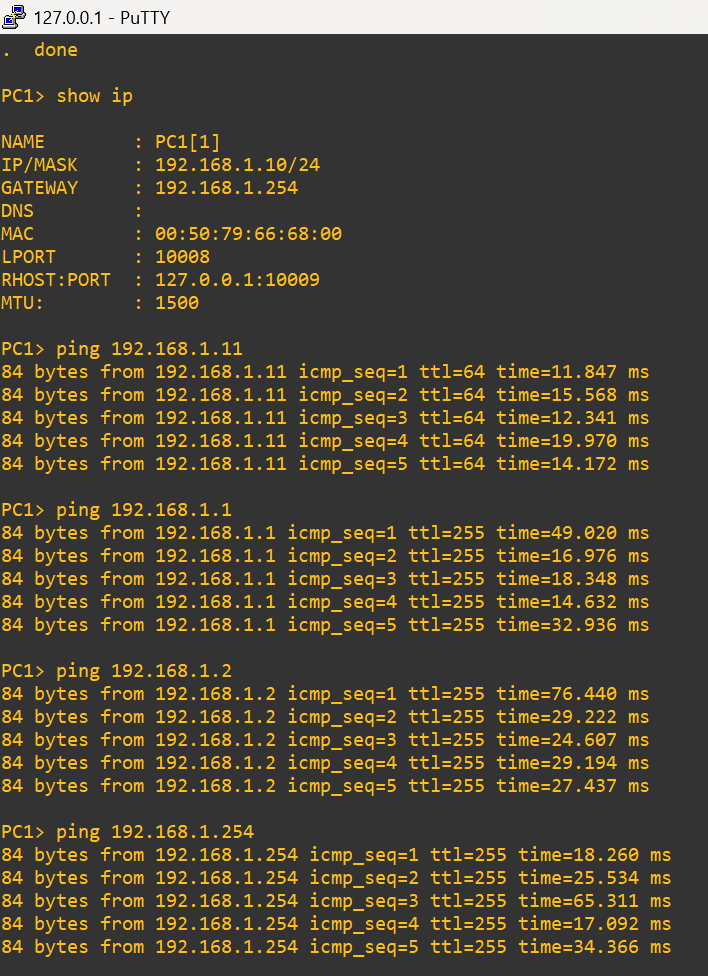 127.0.0.1 - PuTTY
.  done
PC1> show ip
NAME        : PC1[1]
IP/MASK     : 192.168.1.10/24
GATEWAY     : 192.168.1.254
DNS         :
MAC         : 00:50:79:66:68:00
LPORT       : 10008
RHOST:PORT  : 127.0.0.1:10009
MTU:        : 1500
PC1> ping 192.168.1.11
84 bytes from 192.168.1.11 icmp_seq=1 ttl=64 time=11.847 ms
84 bytes from 192.168.1.11 icmp_seq=2 ttl=64 time=15.568 ms
84 bytes from 192.168.1.11 icmp_seq=3 ttl=64 time=12.341 ms
84 bytes from 192.168.1.11 icmp_seq=4 ttl=64 time=19.970 ms
84 bytes from 192.168.1.11 icmp_seq=5 ttl=64 time=14.172 ms
PC1> ping 192.168.1.1
84 bytes from 192.168.1.1 icmp_seq=1 ttl=255 time=49.020 ms
84 bytes from 192.168.1.1 icmp_seq=2 ttl=255 time=16.976 ms
84 bytes from 192.168.1.1 icmp_seq=3 ttl=255 time=18.348 ms
84 bytes from 192.168.1.1 icmp_seq=4 ttl=255 time=14.632 ms
84 bytes from 192.168.1.1 icmp_seq=5 ttl=255 time=32.936 ms
PC1> ping 192.168.1.2
84 bytes from 192.168.1.2 icmp_seq=1 ttl=255 time=76.440 ms
84 bytes from 192.168.1.2 icmp_seq=2 ttl=255 time=29.222 ms
84 bytes from 192.168.1.2 icmp_seq=3 ttl=255 time=24.607 ms
84 bytes from 192.168.1.2 icmp_seq=4 ttl=255 time=29.194 ms
84 bytes from 192.168.1.2 icmp_seq=5 ttl=255 time=27.437 ms
PC1> ping 192.168.1.254
84 bytes from 192.168.1.254 icmp_seq=1 ttl=255 time=18.260 ms
84 bytes from 192.168.1.254 icmp_seq=2 ttl=255 time=25.534 ms
84 bytes from 192.168.1.254 icmp_seq=3 ttl=255 time=65.311 ms
84 bytes from 192.168.1.254 icmp_seq=4 ttl=255 time=17.092 ms
84 bytes from 192.168.1.254 icmp_seq=5 ttl=255 time=34.366 ms